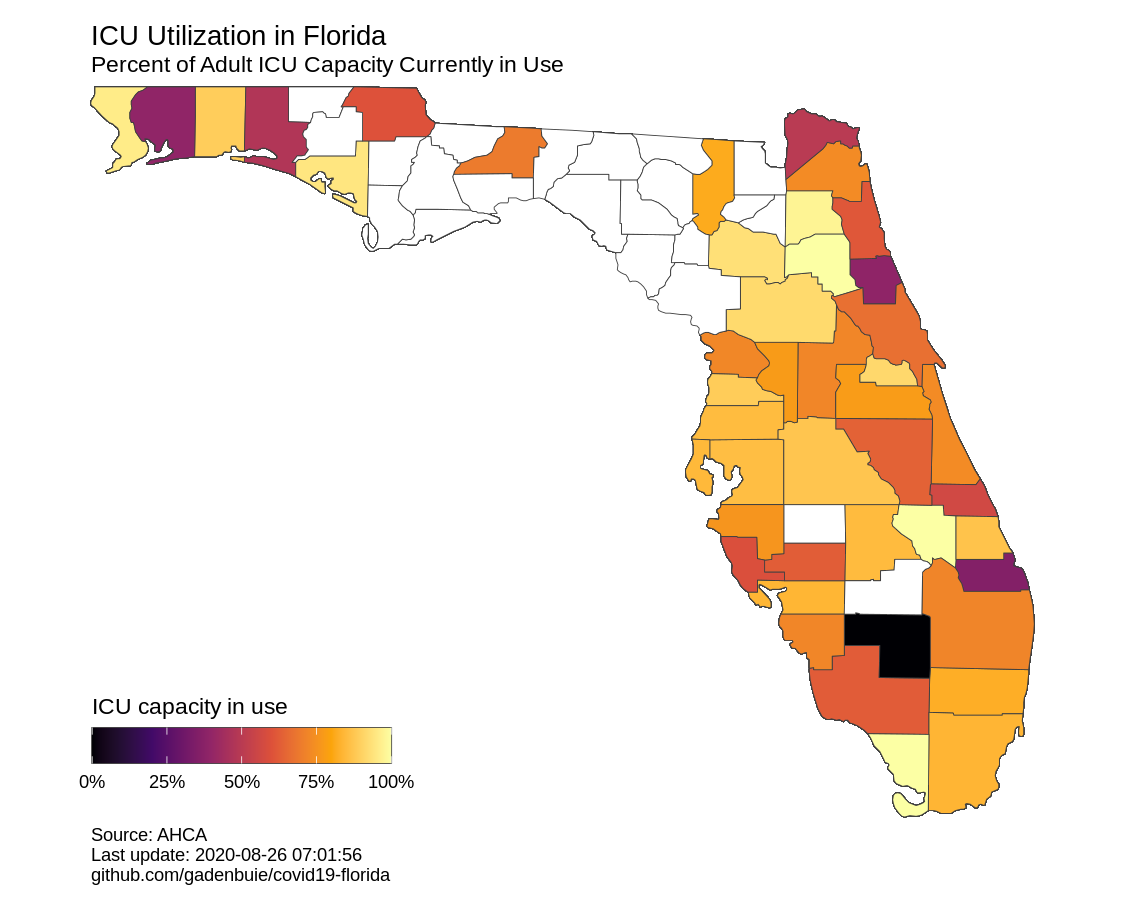 ICU Utilization in Florida
Percent of Adult ICU Capacity Currently in Use
ICU capacity in use
0% 25% 50% 75% 100%
Source: AHCA
Last update: 2020-08-26 07:01:56
github.com/gadenbuie/covid19-florida